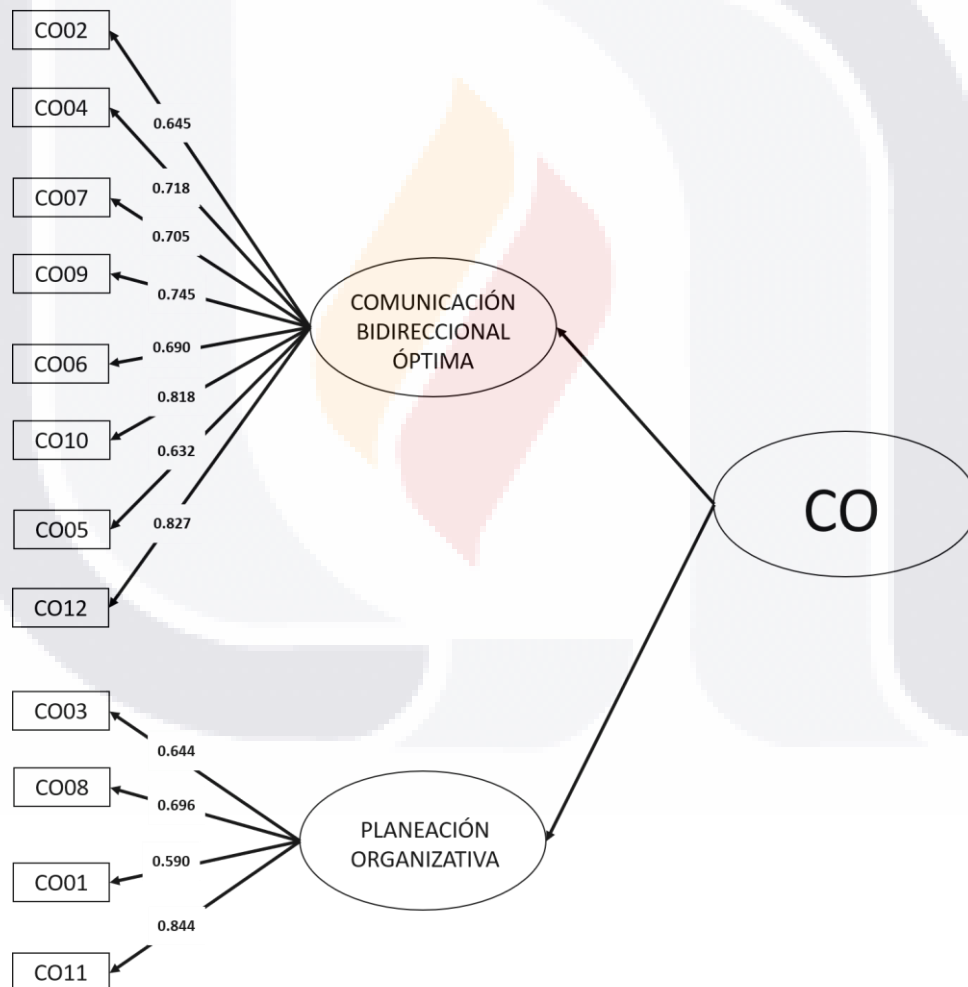 CO02
CO04
0.645
0.718
CO07
0.705
CO09
0.745
CO06
0.690
CO10
0.818
CO05
0.632
CO12
0.827
COMUNICACIÓN
BIDIRECCIONAL
ÓPTIMA
CO
CO03
0.644
CO08
0.696
CO01
0.590
CO11
0.844
PLANEACIÓN
ORGANIZATIVA